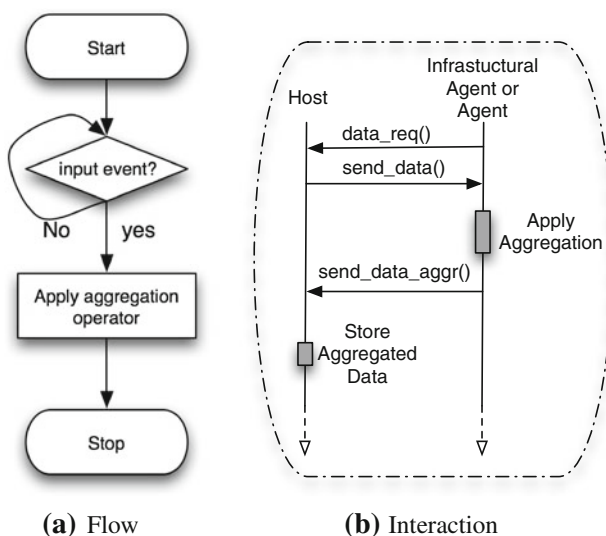 Start
input event?
No
yes
Apply aggregation
operator
Stop
(a) Flow
Host
Infrastuctural
Agent or
Agent
data_req()
send_data()
Apply
Aggregation
send_data_aggr()
Store
Aggregated
Data
(b) Interaction